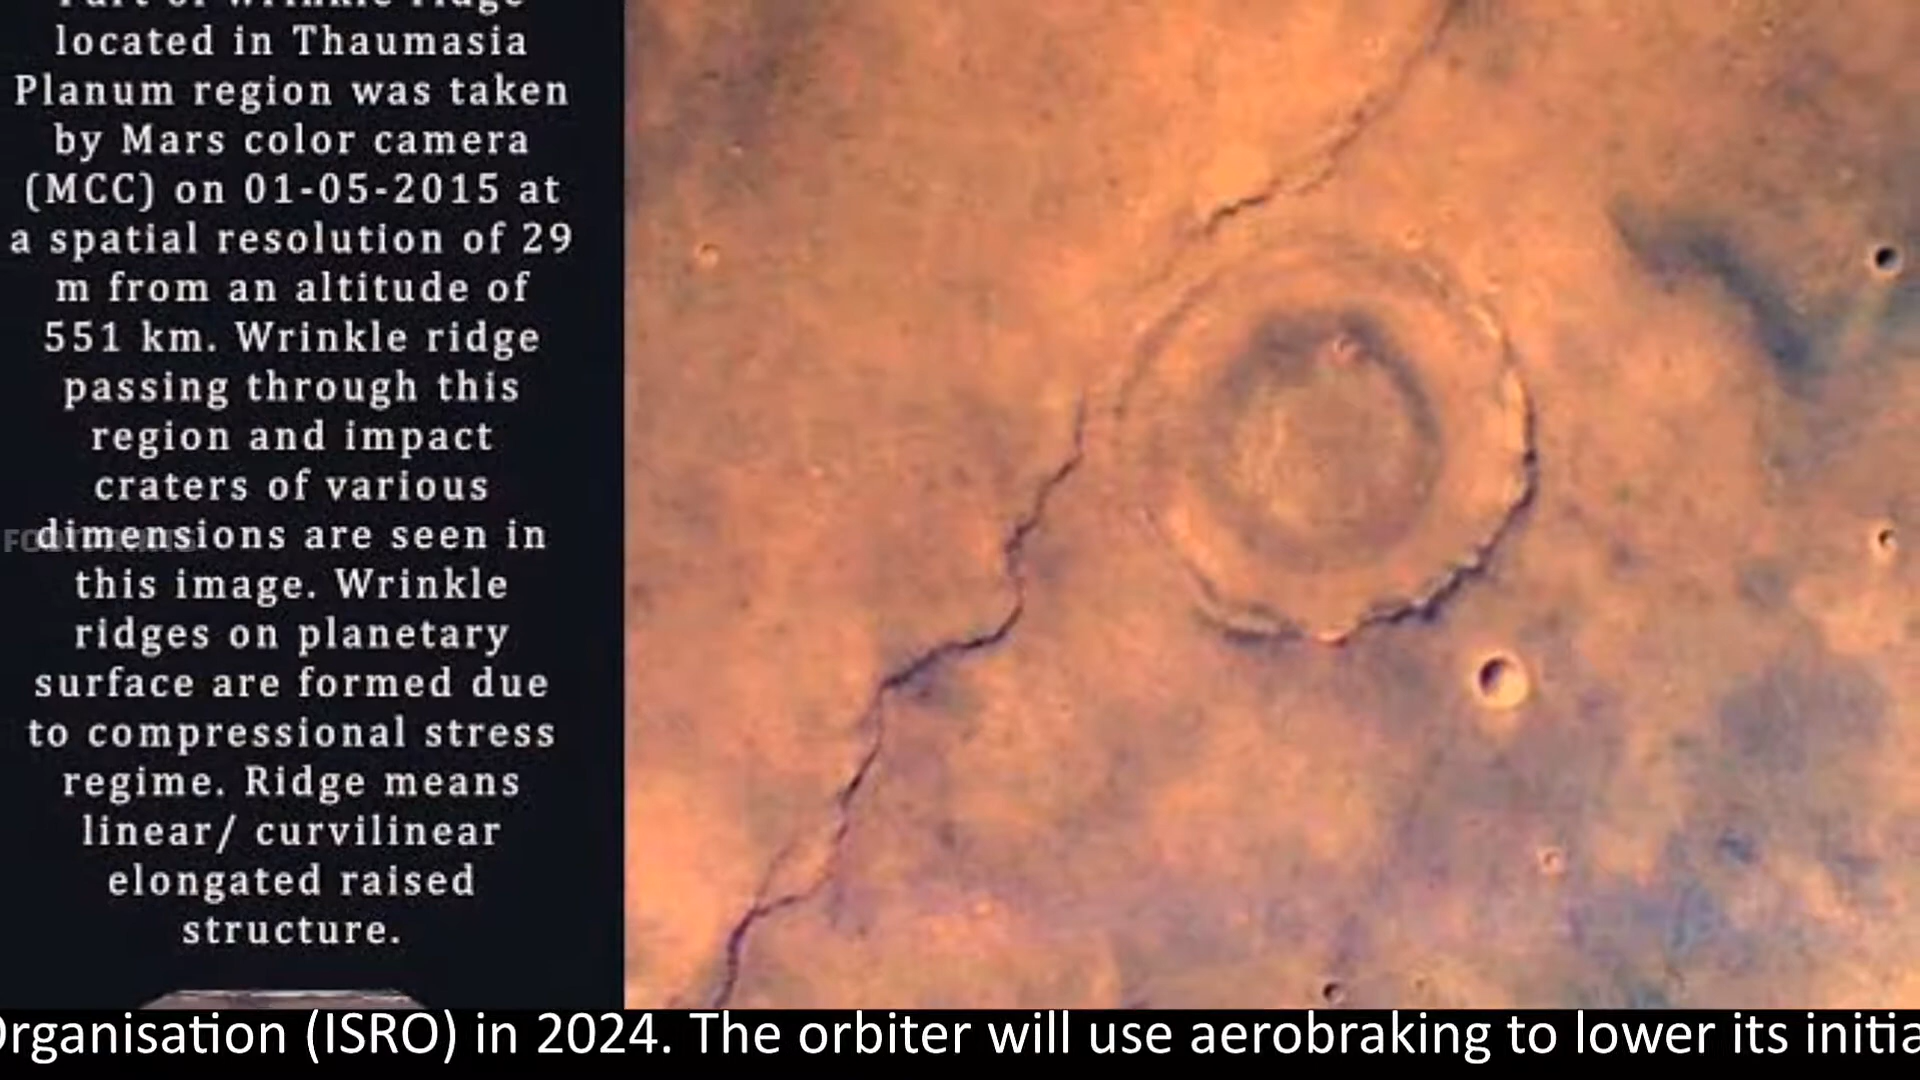 Part of wrinkle ridge
located in Thaumasia
Planum region was taken
by Mars color camera
(MCC) on 01-05-2015 at
a spatial resolution of 29
m from an altitude of
551 km. Wrinkle ridge
passing through this
region and impact
craters of various
dimensions are seen in
this image. Wrinkle
ridges on planetary
surface are formed due
to compressional stress
regime. Ridge means
linear/ curvilinear
elongated raised
structure.
Organisation (ISRO) in 2024. The orbiter will use aerobraking to lower its initia